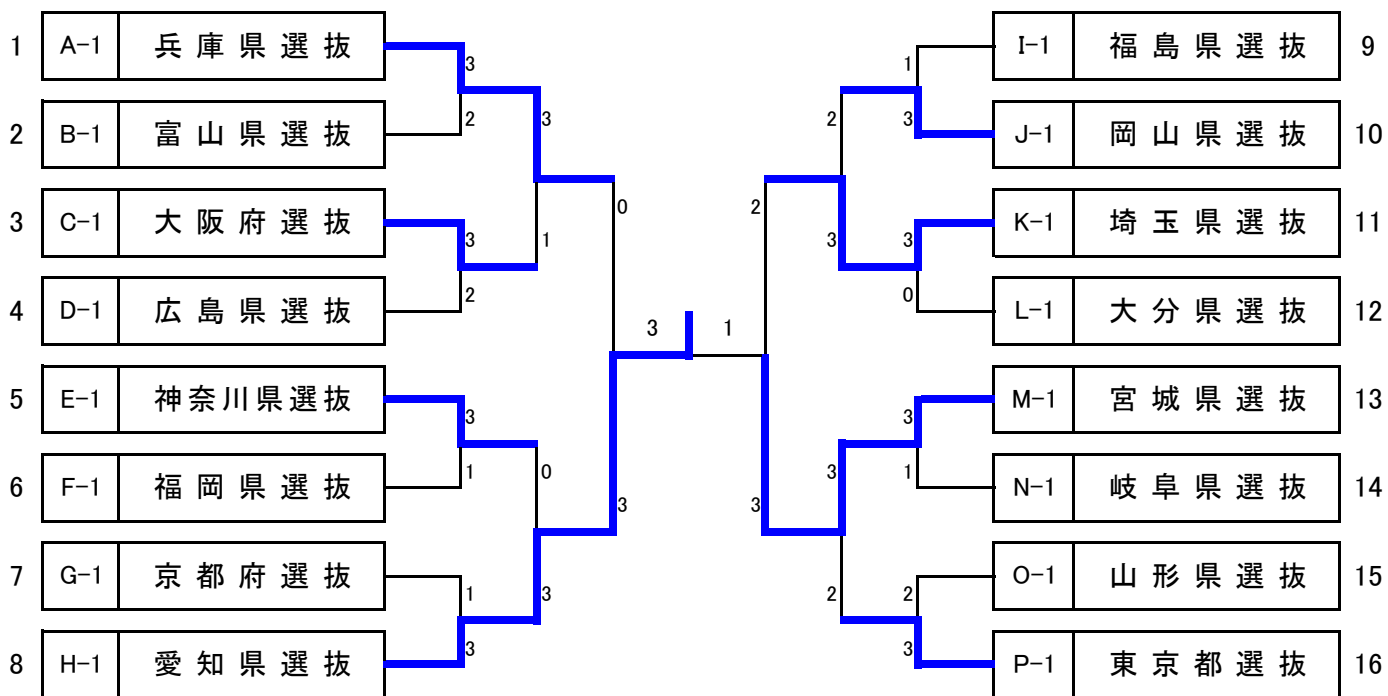 1 A-1 兵庫県選抜
3
2
2 B-1 富山県選抜
3
1
3 C-1 大阪府選抜
3
2
4 D-1 広島県選抜
0
3
5 E-1 神奈川県選抜
3
1
6 F-1 福岡県選抜
0
3
7 G-1 京都府選抜
1
3
8 H-1 愛知県選抜
3 1
I-1 福島県選抜 9
1
3
J-1 岡山県選抜 10
2
3
K-1 埼玉県選抜 11
3
0
L-1 大分県選抜 12
2
3
M-1 宮城県選抜 13
3
1
N-1 岐阜県選抜 14
3
2
O-1 山形県選抜 15
2
3
P-1 東京都選抜 16